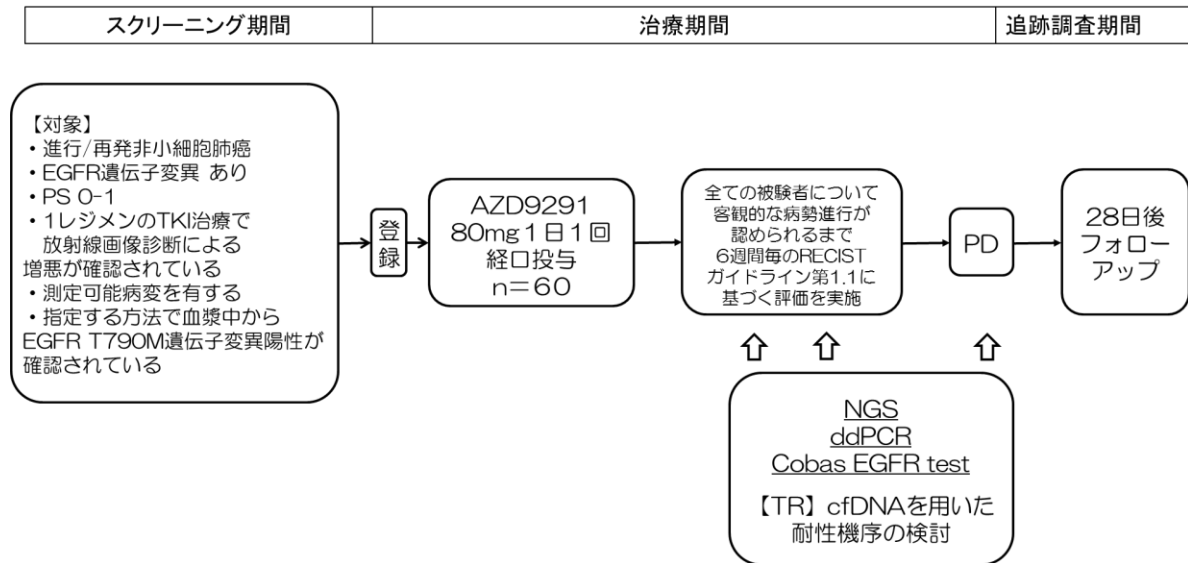 スクリーニング期間
治療期間
追跡調査期間
【対象】
・進行/再発非小細胞肺癌
・EGFR遺伝子変異 あり
・PS 0-1
・1レジメンのTKI治療で
放射線画像診断による
増悪が確認されている
・測定可能病変を有する
・指定する方法で血漿中から
EGFR T790M遺伝子変異陽性が
確認されている
登
録
AZD9291
80mg 1日1回
経口投与
n=60
全ての被験者について
客観的な病勢進行が
認められるまで
6週間毎のRECIST
ガイドライン第1.1に
基づく評価を実施
PD
28日後
フォロー
アップ
NGS
ddPCR
Cobas EGFR test
【TR】cfDNAを用いた
耐性機序の検討